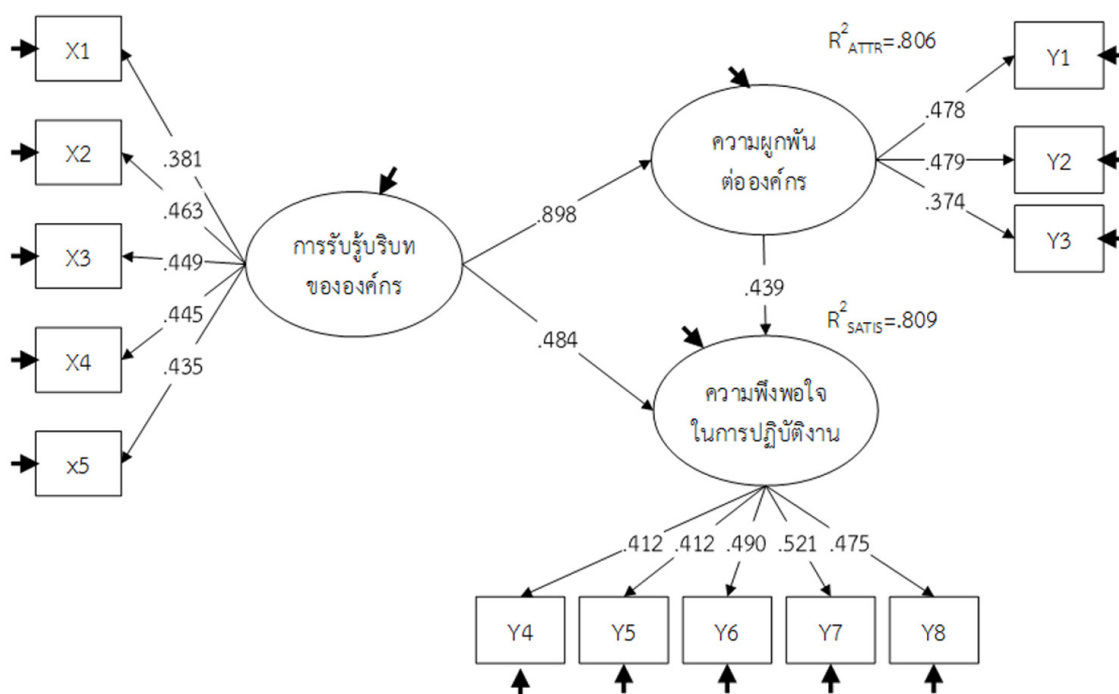 X1
X2
X3
X4
x5
.381
.463
.449
.445
.435
การรับรู้บริบท
ขององค์กร
.898
.484
R²ATTR=.806
ความผูกพัน
ต่อองค์กร
.478
.479
.374
Y1
Y2
Y3
.439
R²SATIS=.809
ความพึงพอใจ
ในการปฏิบัติงาน
.412 .412 .490 .521 .475
Y4 Y5 Y6 Y7 Y8